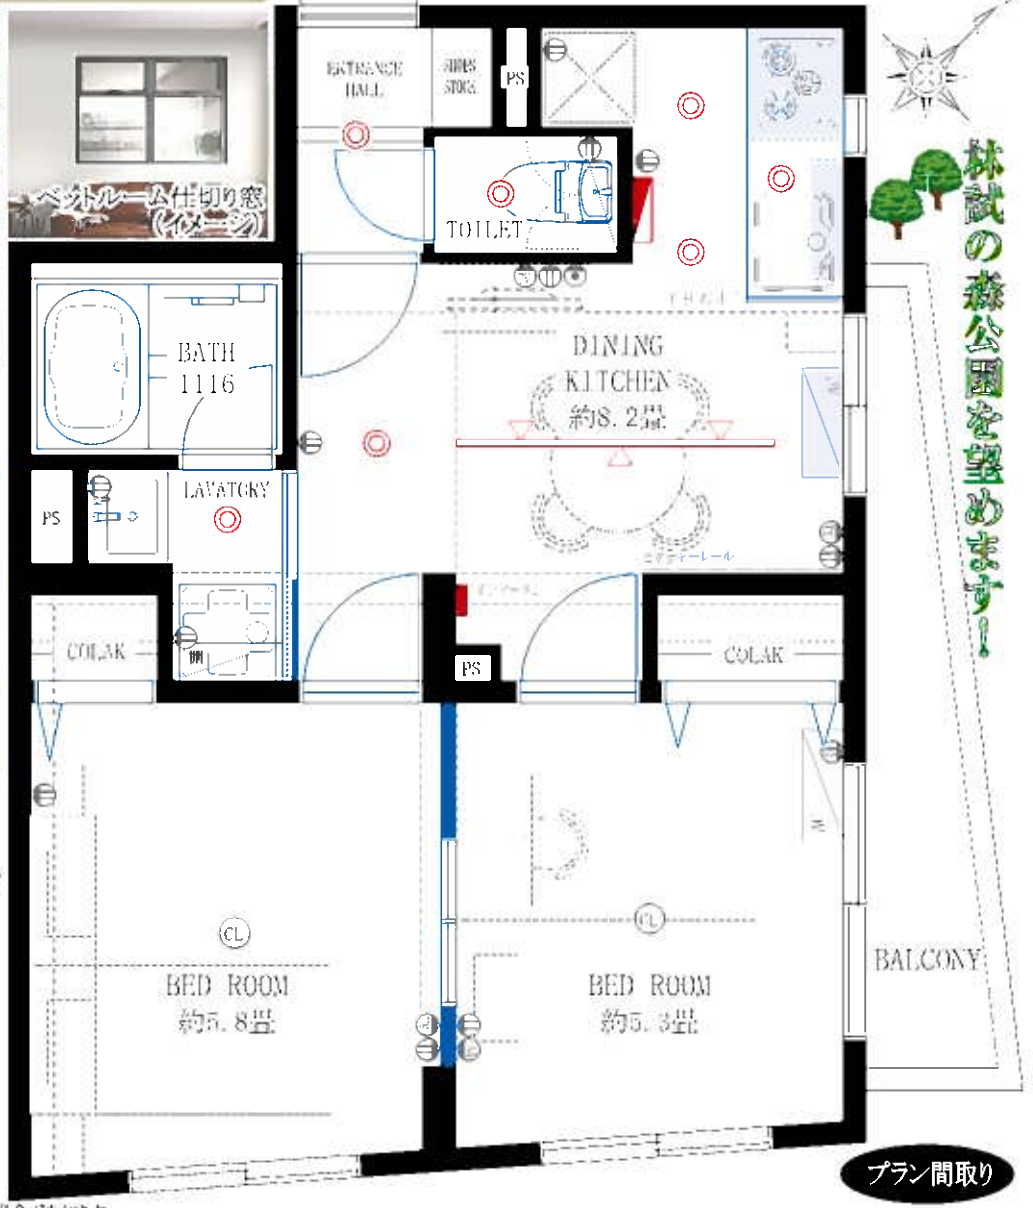 ENTRANCE
HALL
SHOES
STOCK
PS
ベットルーム仕切り窓
(イメージ)
TOILET
林試の森公園を望めます!
BATH
1116
DINING
KITCHEN
約8.2畳
PS
LAVATORY
COLAK
PS
COLAK
CL
CL
BED ROOM
約5.8畳
BED ROOM
約5.3畳
BALCONY
プラン間取り